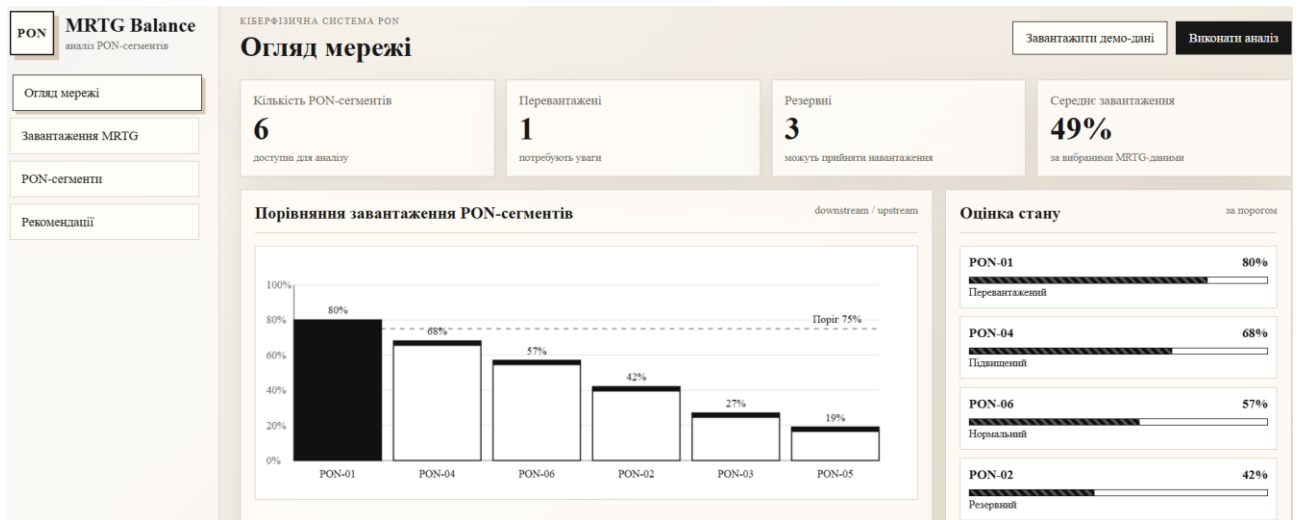 PON
MRTG Balance
аналіз PON-сегментів
Огляд мережі
Завантаження MRTG
PON-сегменти
Рекомендації
КІБЕРФІЗИЧНА СИСТЕМА PON
Огляд мережі
Завантажити демо-дані
Виконати аналіз
Кількість PON-сегментів
6
доступні для аналізу
Перевантажені
1
потребують уваги
Резервні
3
можуть прийняти навантаження
Середнє завантаження
49%
за вибраними MRTG-даними
Порівняння завантаження PON-сегментів
downstream / upstream
100%
80%
60%
40%
20%
0%
Поріг 75%
80%
68%
57%
42%
27%
19%
PON-01 PON-04 PON-06 PON-02 PON-03 PON-05
Оцінка стану
за порогом
PON-01 80%
Перевантажений
PON-04 68%
Підвищений
PON-06 57%
Нормальний
PON-02 42%
Резервний